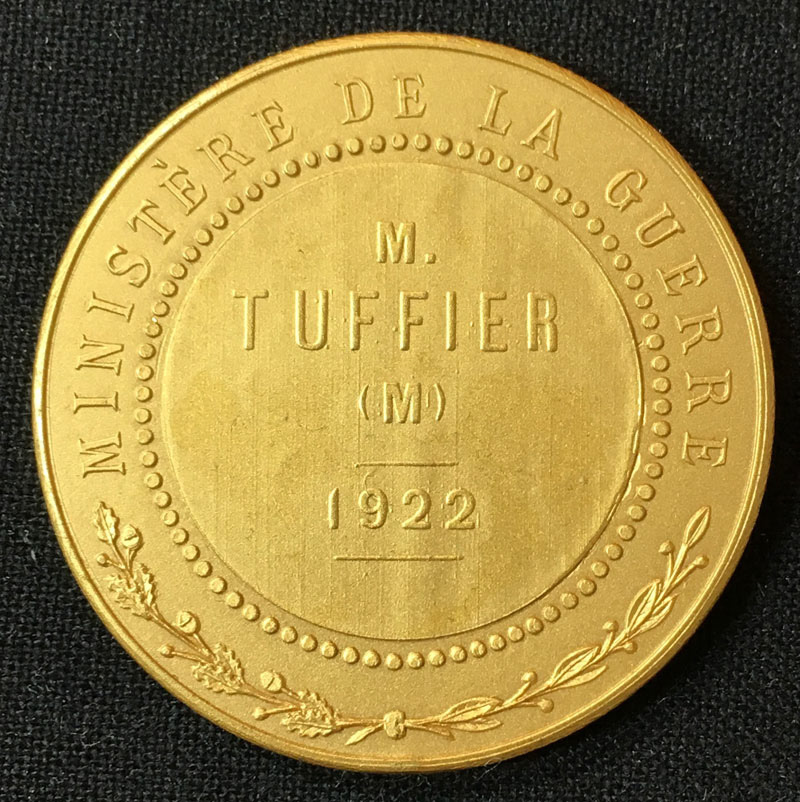 MINISTÈRE DE LA GUERRE
M.
TUFFIER
(M)
1922